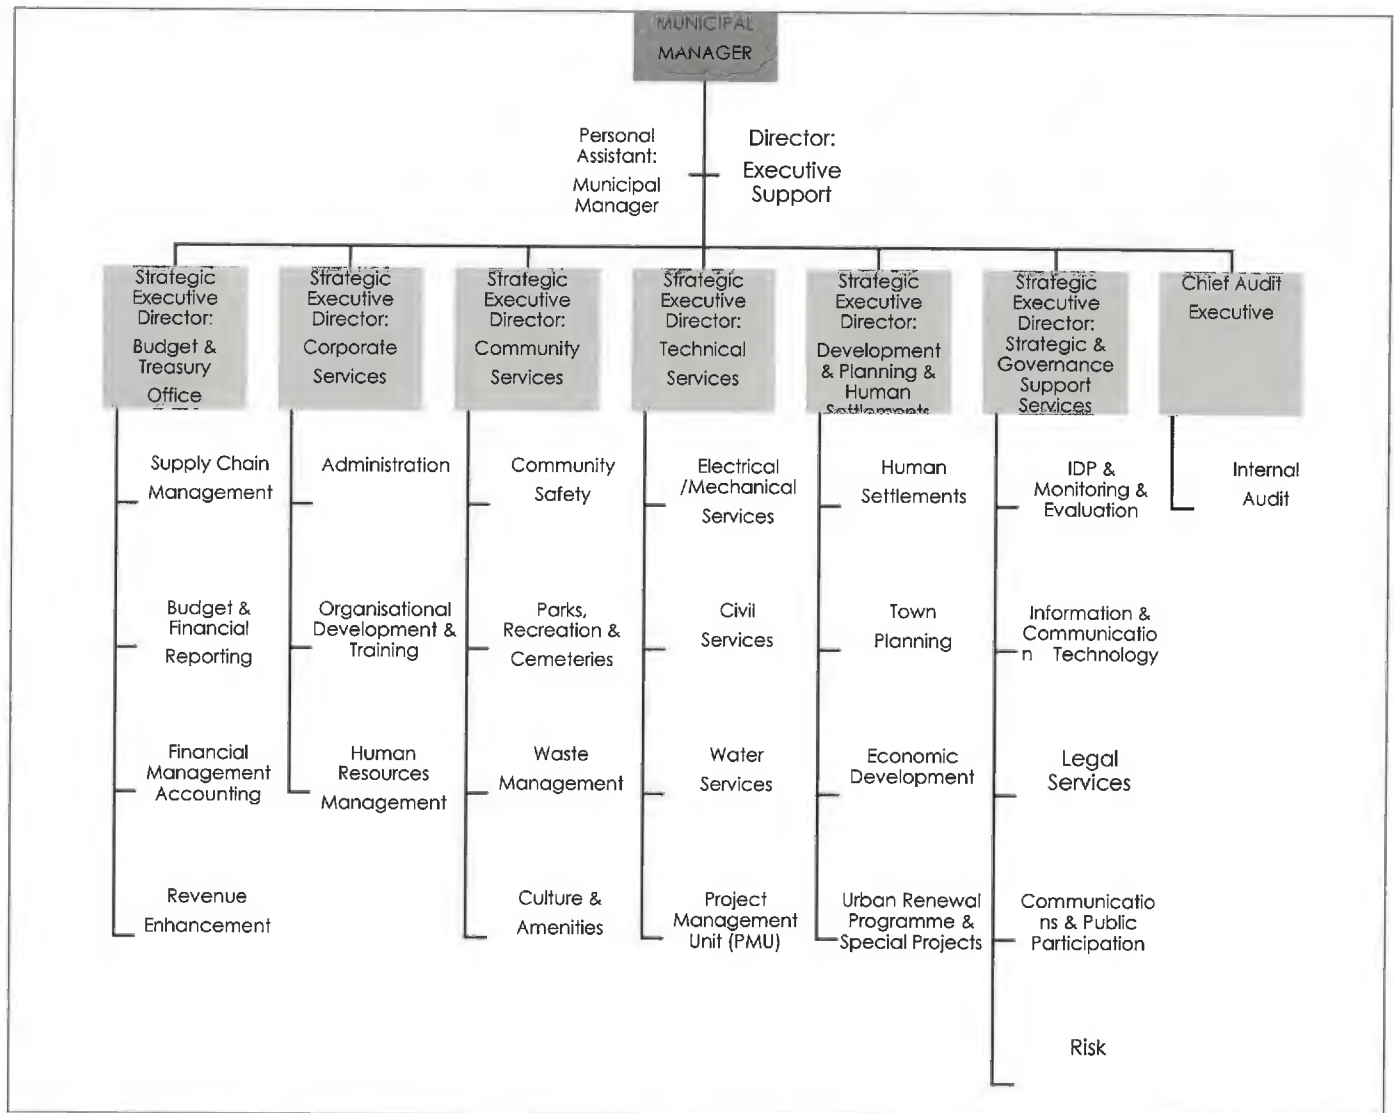 MUNICIPAL
MANAGER
Personal
Assistant:
Municipal
Manager
Director:
Executive
Support
Strategic
Executive
Director:
Budget &
Treasury
Office
Strategic
Executive
Director:
Corporate
Services
Strategic
Executive
Director:
Community
Services
Strategic
Executive
Director:
Technical
Services
Strategic
Executive
Director:
Development
& Planning &
Human
Settlements
Strategic
Executive
Director:
Strategic &
Governance
Support
Services
Chief Audit
Executive
Supply Chain
Management
Budget &
Financial
Reporting
Financial
Management
Accounting
Revenue
Enhancement
Administration
Organisational
Development &
Training
Human
Resources
Management
Community
Safety
Parks,
Recreation &
Cemeteries
Waste
Management
Culture &
Amenities
Electrical
/Mechanical
Services
Civil
Services
Water
Services
Project
Management
Unit (PMU)
Human
Settlements
Town
Planning
Economic
Development
Urban Renewal
Programme &
Special Projects
IDP &
Monitoring &
Evaluation
Information &
Communicatio
n Technology
Legal
Services
Communicatio
ns & Public
Participation
Risk
Internal
Audit